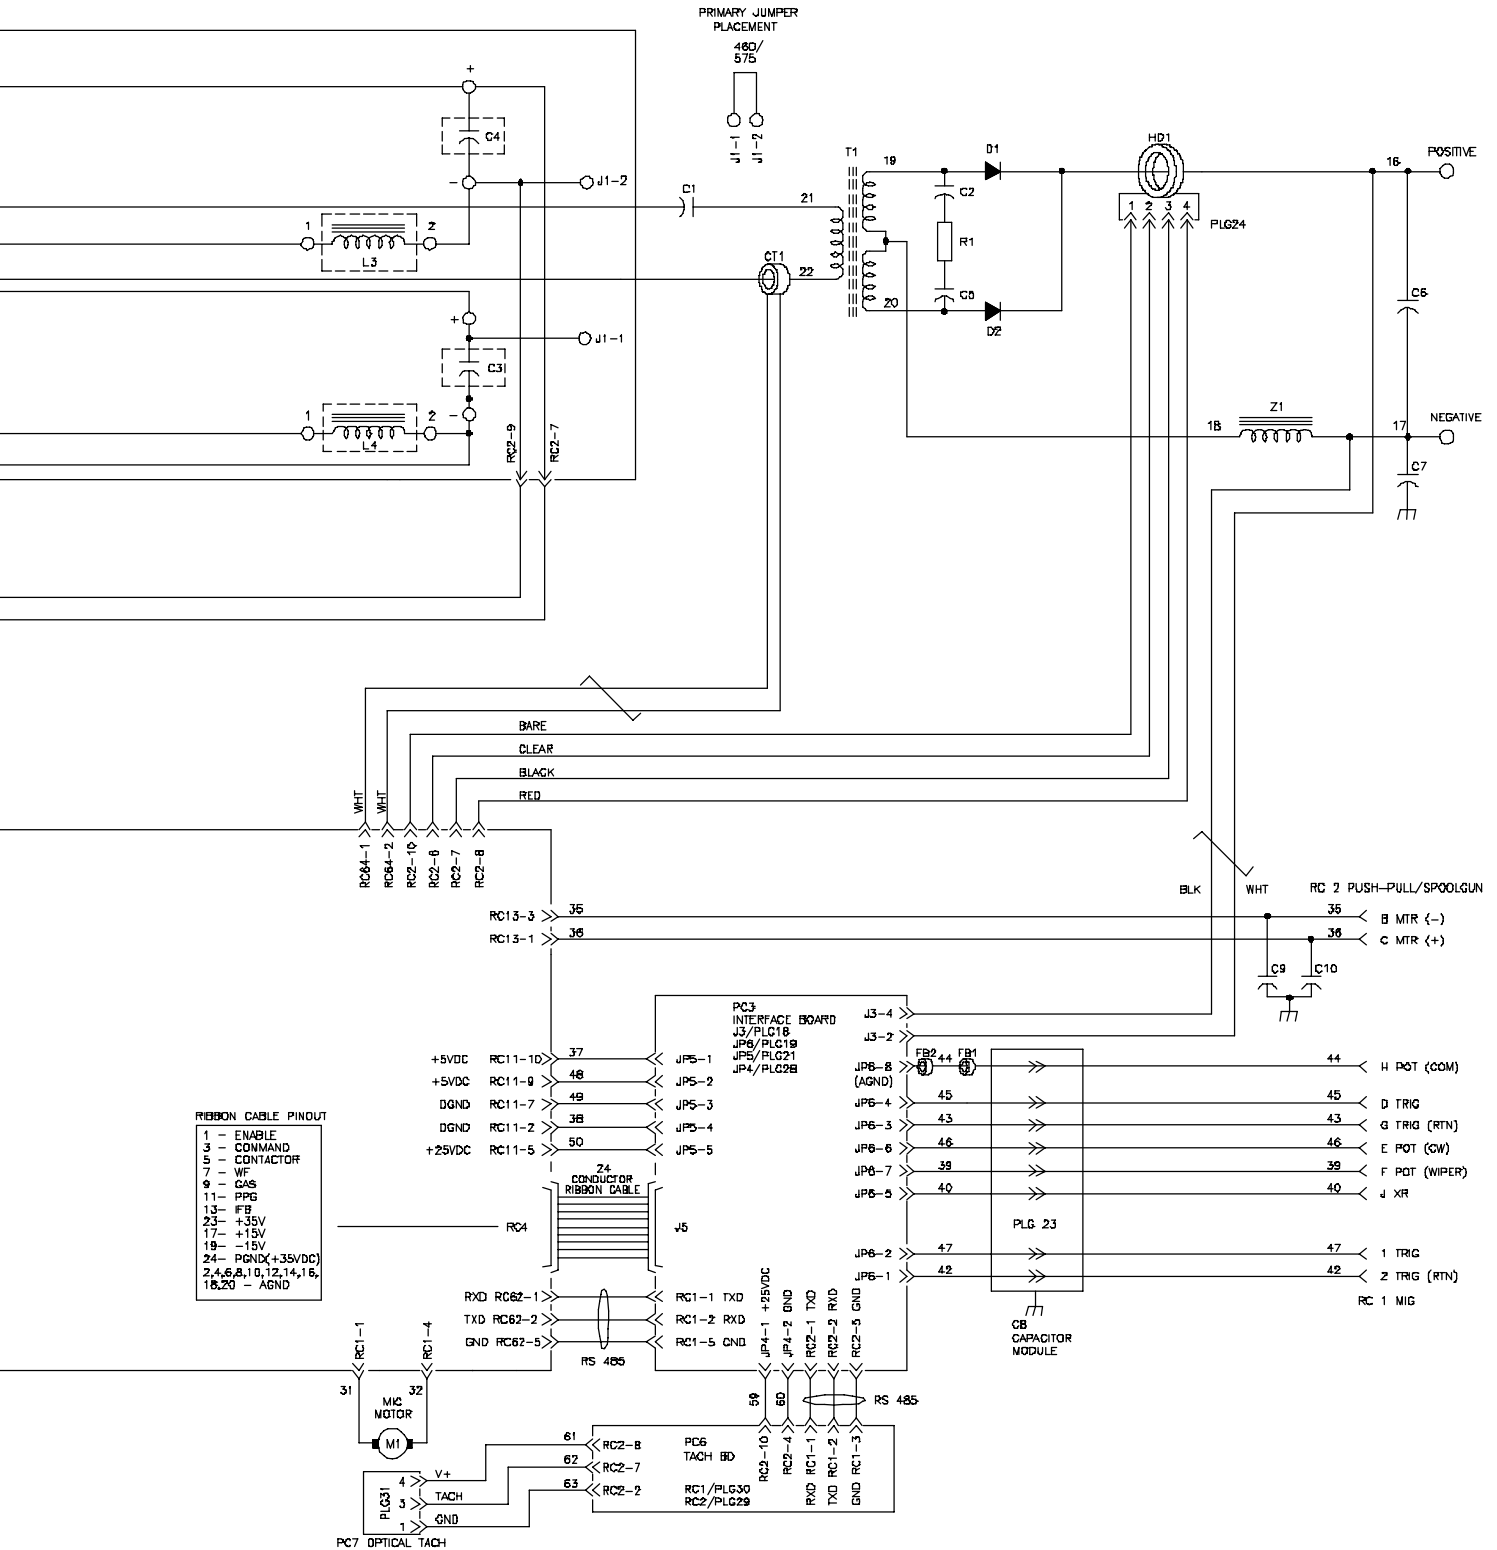 PRIMARY JUMPER
PLACEMENT
460/
575
J1-1
J1-2
+
C4
-
J1-2
C1
21
T1
19
D1
HD1
16
POSITIVE
C2
1 2 3 4
PLG24
R1
1
2
L3
CT1
22
20
C5
D2
C6
+
J1-1
C3
1
2
-
L4
RC2-9
RC2-7
18
Z1
17
NEGATIVE
C7
BARE
CLEAR
BLACK
RED
WHT
WHT
RC64-1
RC64-2
RC2-10
RC2-6
RC2-7
RC2-8
BLK
WHT
RC 2 PUSH-PULL/SPOOLGUN
RC13-3
35
35
B MTR (-)
RC13-1
36
36
C MTR (+)
C9
C10
PC3
INTERFACE BOARD
J3/PLG18
JP6/PLG19
JP5/PLG21
JP4/PLG28
J3-4
J3-2
+5VDC
RC11-10
37
JP5-1
JP6-8
(AGND)
FB2
44
FB1
44
H POT (COM)
+5VDC
RC11-9
48
JP5-2
DGND
RC11-7
49
JP5-3
JP6-4
45
45
D TRIG
DGND
RC11-2
38
JP5-4
JP6-3
43
43
G TRIG (RTN)
+25VDC
RC11-5
50
JP5-5
JP6-6
46
46
E POT (CW)
JP6-7
39
39
F POT (WIPER)
JP6-5
40
40
J XR
RIBBON CABLE PINOUT
1 - ENABLE
3 - COMMAND
5 - CONTACTOR
7 - WF
9 - GAS
11- PPG
13- IFB
23- +35V
17- +15V
19- -15V
24- PGND(+35VDC)
2,4,6,8,10,12,14,16,
18,20 - AGND
24
CONDUCTOR
RIBBON CABLE
RC4
J5
PLG 23
JP6-2
47
47
1 TRIG
JP6-1
42
42
2 TRIG (RTN)
RC 1 MIG
C8
CAPACITOR
MODULE
RXD RC62-1
RC1-1 TXD
TXD RC62-2
RC1-2 RXD
GND RC62-5
RC1-5 GND
RS 485
JP4-1 +25VDC
JP4-2 GND
RC2-1 TXD
RC2-2 RXD
RC2-5 GND
RC1-1
RC1-4
31
32
MIG
MOTOR
M1
59
60
RS 485
61
RC2-8
62
RC2-7
63
RC2-2
PC6
TACH BD
RC1/PLG30
RC2/PLG29
RC2-10
RC2-4
RXD RC1-1
TXD RC1-2
GND RC1-3
PLG31
4
V+
3
TACH
1
GND
PC7 OPTICAL TACH